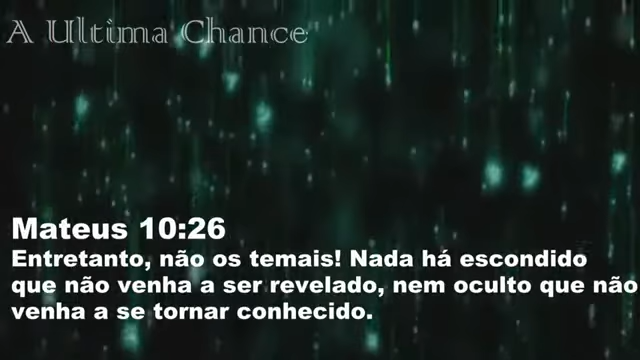 A Ultima Chance
Mateus 10:26
Entretanto, não os temais! Nada há escondido
que não venha a ser revelado, nem oculto que não
venha a se tornar conhecido.